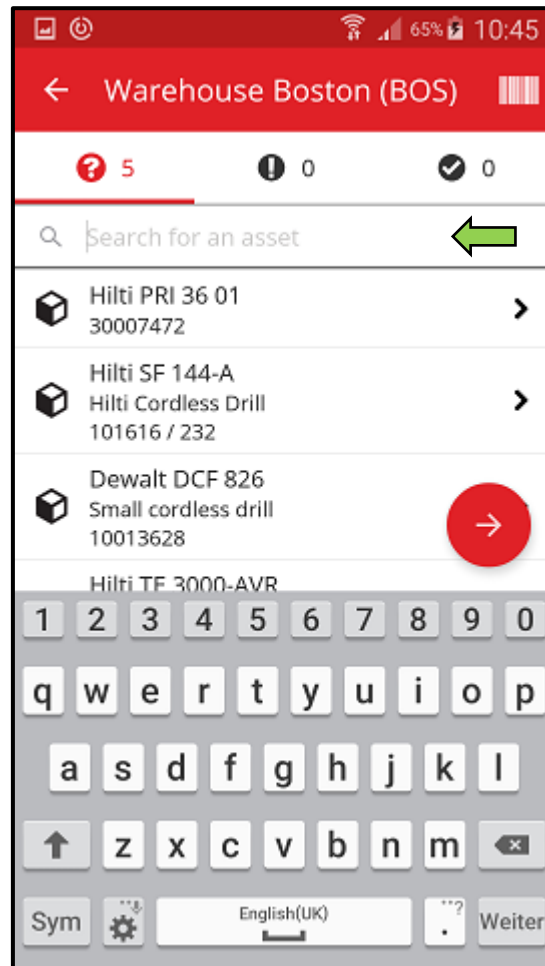 65% 10:45
Warehouse Boston (BOS)
5 0 0
Search for an asset
Hilti PRI 36 01
30007472
Hilti SF 144-A
Hilti Cordless Drill
101616 / 232
Dewalt DCF 826
Small cordless drill
10013628
Hilti TE 3000-AVR
1 2 3 4 5 6 7 8 9 0
q w e r t y u i o p
a s d f g h j k l
z x c v b n m
Sym English(UK) . ? Weiter